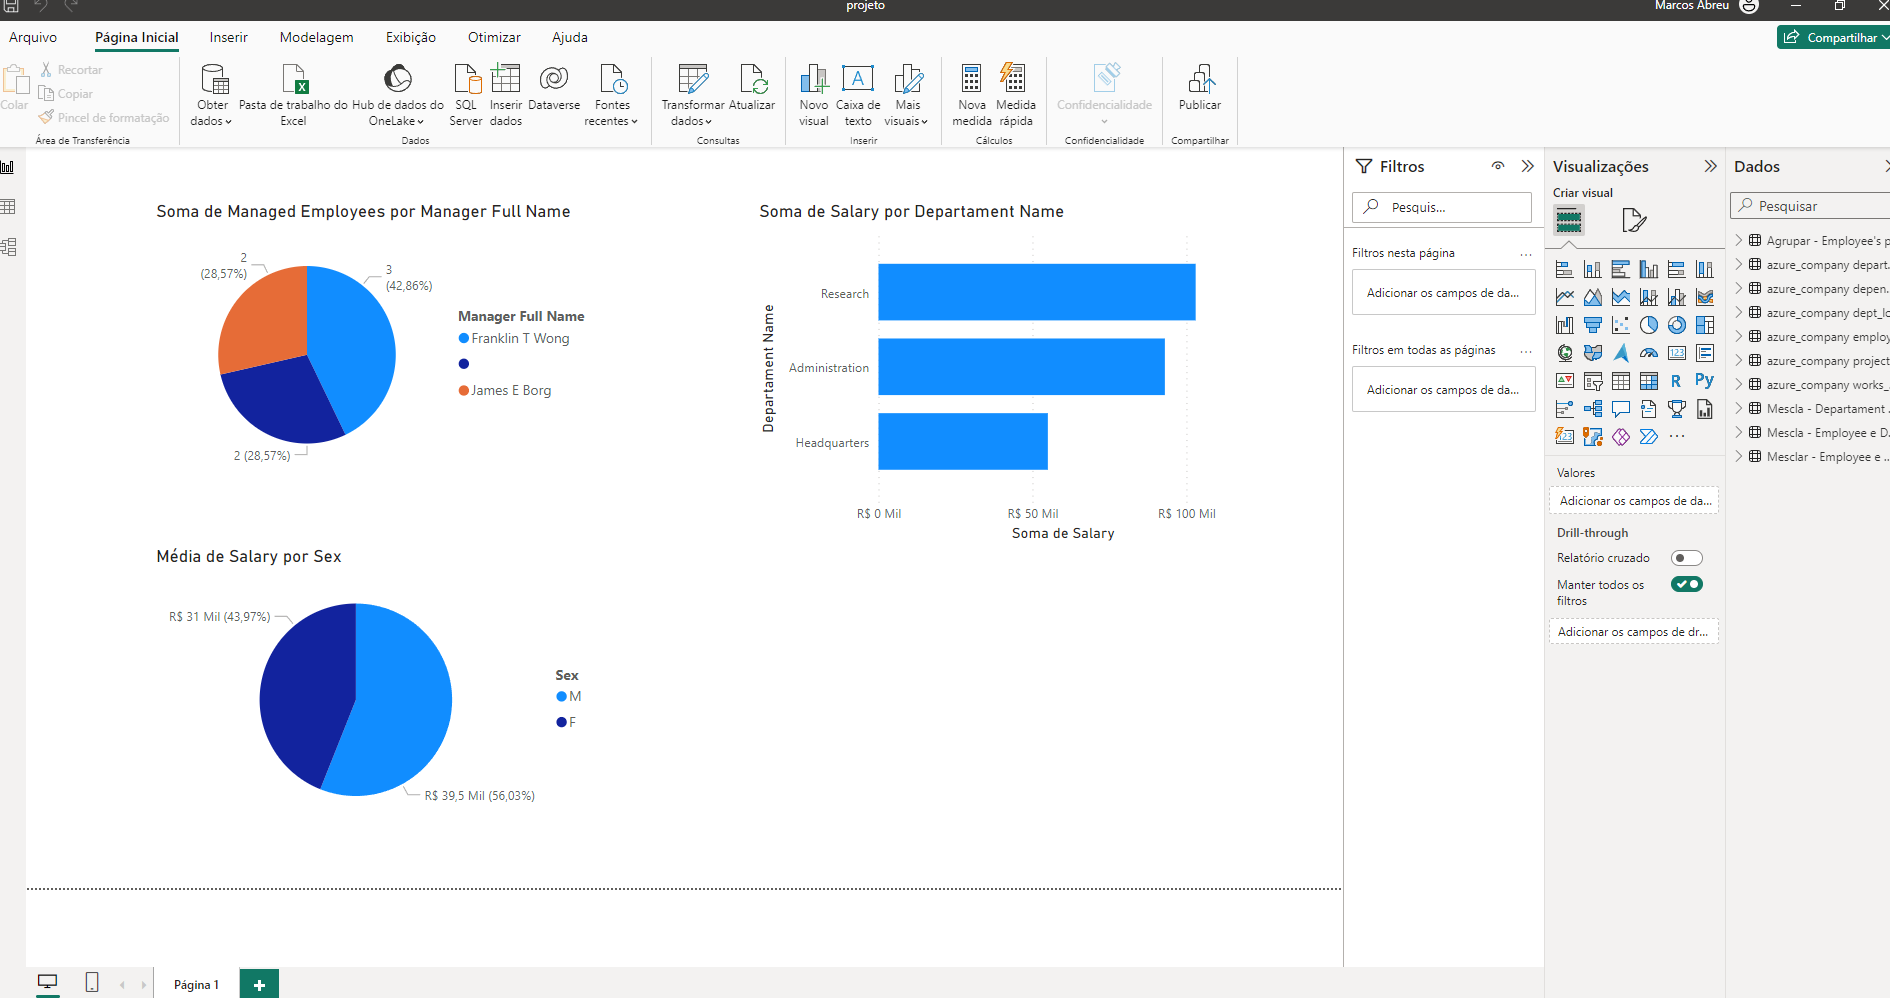 projeto
Marcos Abreu
Arquivo
Página Inicial
Inserir
Modelagem
Exibição
Otimizar
Ajuda
Compartilhar
Colar
Recortar
Copiar
Pincel de formatação
Área de Transferência
Obter
dados
Pasta de trabalho do
Excel
Hub de dados do
OneLake
SQL
Server
Inserir
dados
Dataverse
Fontes
recentes
Dados
Transformar
dados
Atualizar
Consultas
Novo
visual
Caixa de
texto
Mais
visuais
Inserir
Nova
medida
Medida
rápida
Cálculos
Confidencialidade
Confidencialidade
Publicar
Compartilhar
Soma de Managed Employees por Manager Full Name
2
(28,57%)
3
(42,86%)
2 (28,57%)
Manager Full Name
Franklin T Wong
James E Borg
Soma de Salary por Departament Name
Departament Name
Research
Administration
Headquarters
R$ 0 Mil
R$ 50 Mil
R$ 100 Mil
Soma de Salary
Média de Salary por Sex
R$ 31 Mil (43,97%)
R$ 39,5 Mil (56,03%)
Sex
M
F
Filtros
Pesquis...
Filtros nesta página
...
Adicionar os campos de da...
Filtros em todas as páginas
...
Adicionar os campos de da...
Visualizações
Criar visual
123
R
Py
123
...
Valores
Adicionar os campos de da...
Drill-through
Relatório cruzado
Manter todos os
filtros
Adicionar os campos de dr...
Dados
Pesquisar
Agrupar - Employee's p
azure_company depart.
azure_company depen.
azure_company dept_lo
azure_company employ
azure_company project
azure_company works_
Mescla - Departament .
Mescla - Employee e D.
Mesclar - Employee e ..
Página 1